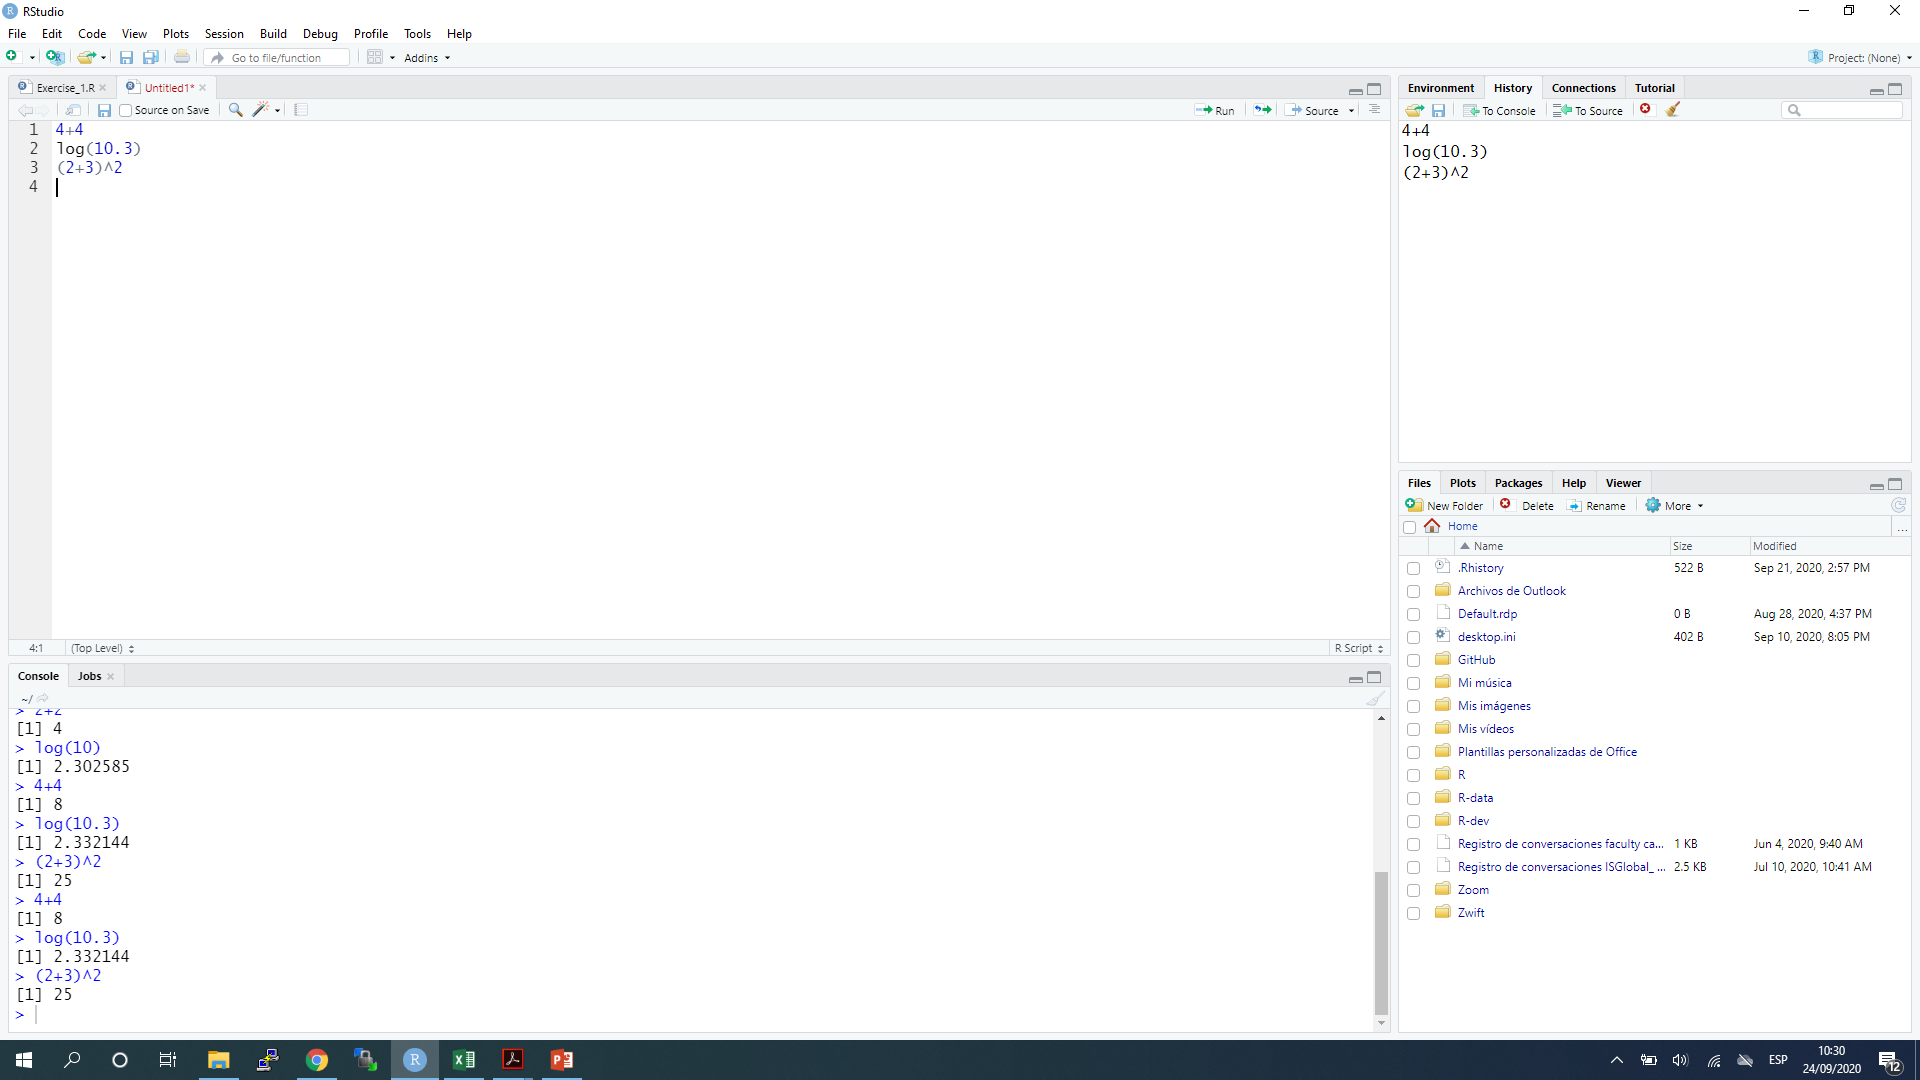 RStudio
File Edit Code View Plots Session Build Debug Profile Tools Help
Go to file/function Addins Project: (None)
Exercise_1.R Untitled1*
Source on Save Run Source
1 4+4
2 log(10.3)
3 (2+3)^2
4
4:1 (Top Level) R Script
Console Jobs
~/
> 2+2
[1] 4
> log(10)
[1] 2.302585
> 4+4
[1] 8
> log(10.3)
[1] 2.332144
> (2+3)^2
[1] 25
> 4+4
[1] 8
> log(10.3)
[1] 2.332144
> (2+3)^2
[1] 25
>
Environment History Connections Tutorial
To Console To Source
4+4
log(10.3)
(2+3)^2
Files Plots Packages Help Viewer
New Folder Delete Rename More
Home ...
Name Size Modified
.Rhistory 522 B Sep 21, 2020, 2:57 PM
Archivos de Outlook
Default.rdp 0 B Aug 28, 2020, 4:37 PM
desktop.ini 402 B Sep 10, 2020, 8:05 PM
GitHub
Mi música
Mis imágenes
Mis vídeos
Plantillas personalizadas de Office
R
R-data
R-dev
Registro de conversaciones faculty ca... 1 KB Jun 4, 2020, 9:40 AM
Registro de conversaciones ISGlobal_ ... 2.5 KB Jul 10, 2020, 10:41 AM
Zoom
Zwift
ESP
10:30
24/09/2020
12